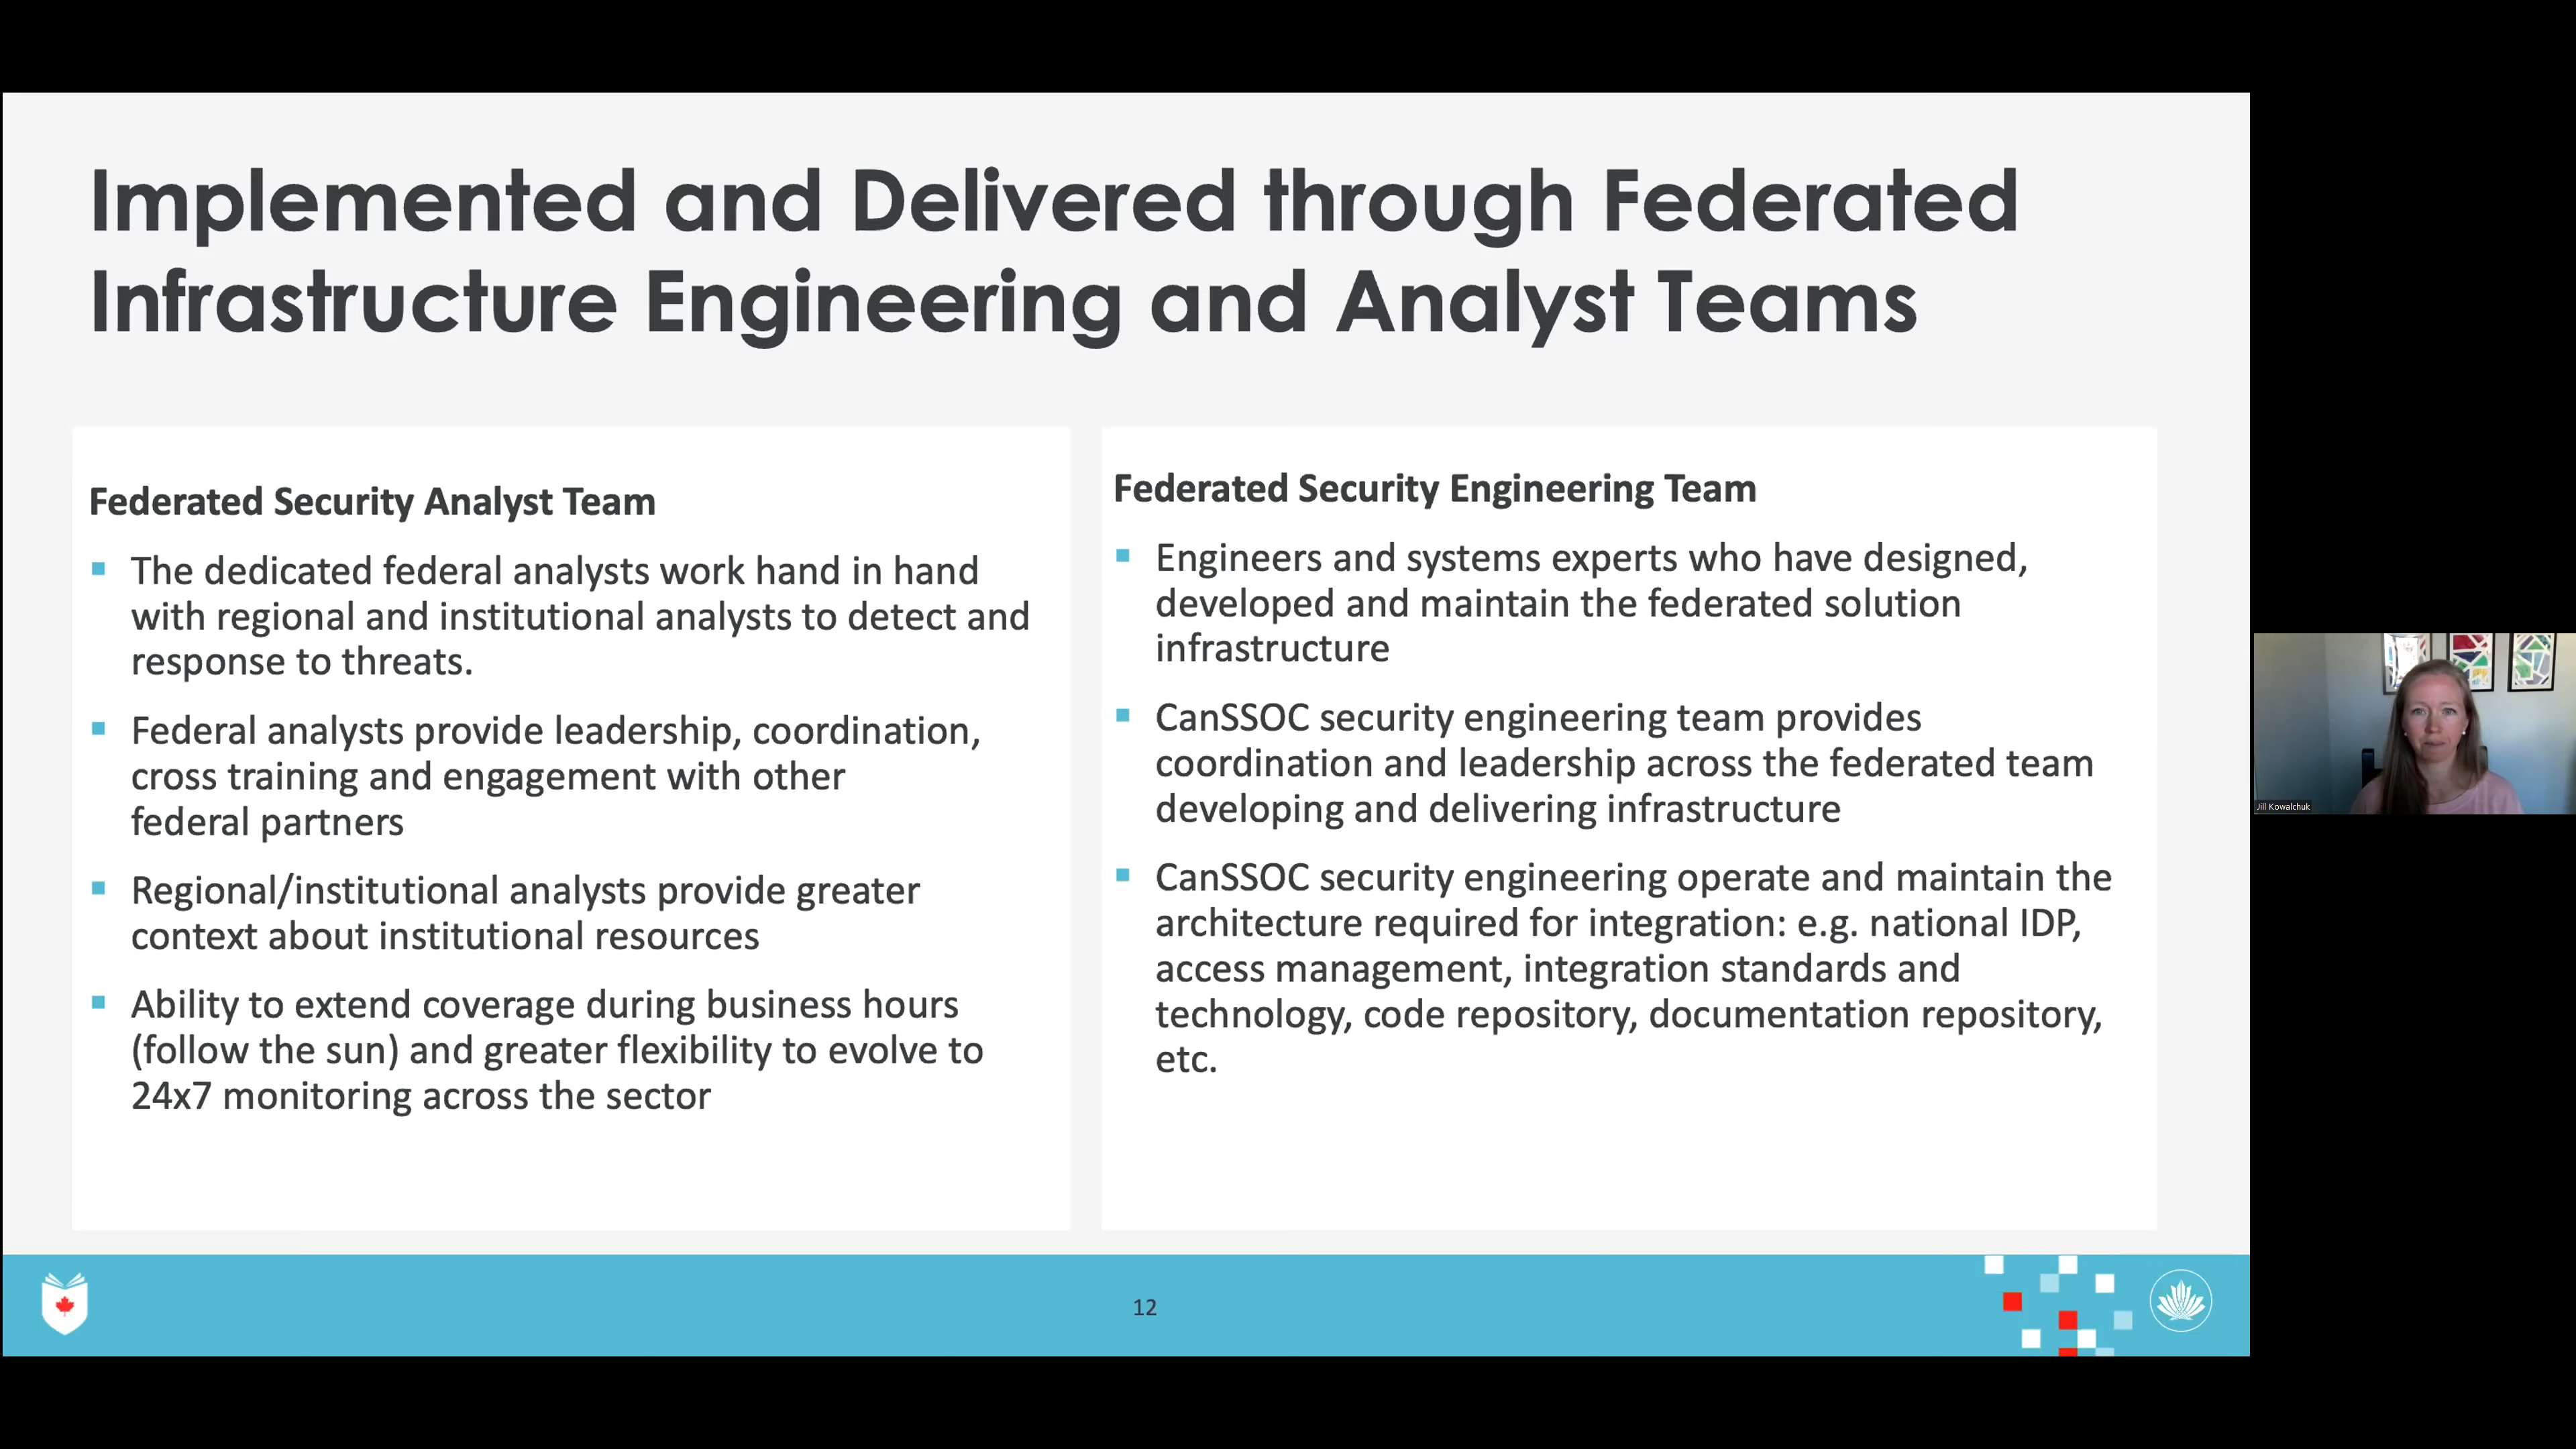 Implemented and Delivered through Federated
Infrastructure Engineering and Analyst Teams
Federated Security Analyst Team
The dedicated federal analysts work hand in hand
with regional and institutional analysts to detect and
response to threats.
Federal analysts provide leadership, coordination,
cross training and engagement with other
federal partners
Regional/institutional analysts provide greater
context about institutional resources
Ability to extend coverage during business hours
(follow the sun) and greater flexibility to evolve to
24x7 monitoring across the sector
Federated Security Engineering Team
Engineers and systems experts who have designed,
developed and maintain the federated solution
infrastructure
CanSSOC security engineering team provides
coordination and leadership across the federated team
developing and delivering infrastructure
CanSSOC security engineering operate and maintain the
architecture required for integration: e.g. national IDP,
access management, integration standards and
technology, code repository, documentation repository,
etc.
12
Jill Kowalchuk